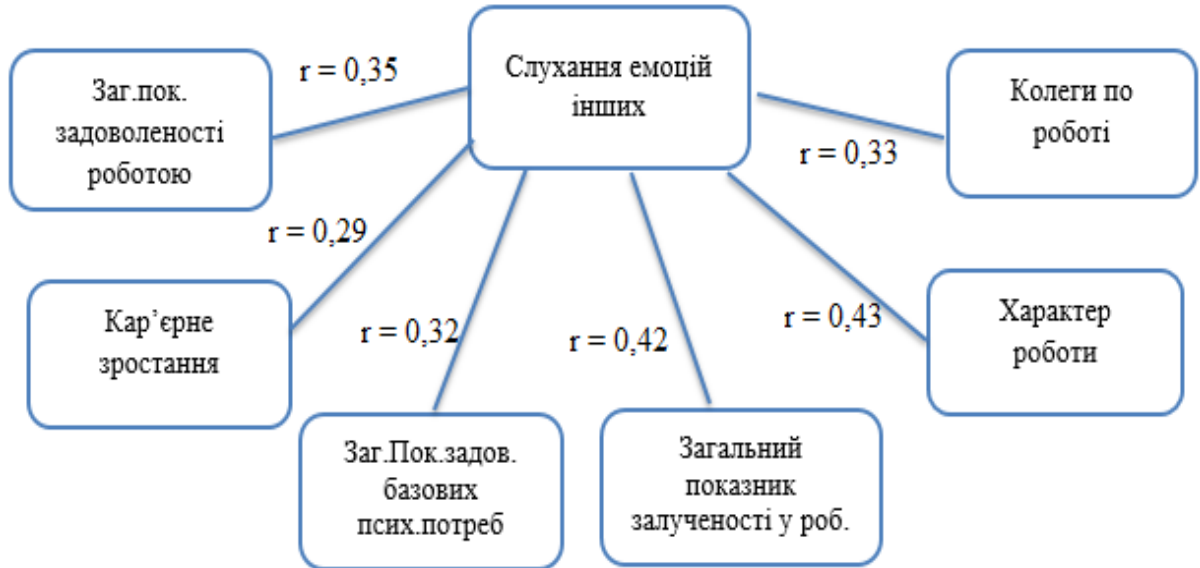 Слухання емоцій
інших
Заг.пок.
задоволеності
роботою
r = 0,35
Колеги по
роботі
r = 0,33
r = 0,29
Кар’єрне
зростання
r = 0,32
r = 0,42
r = 0,43
Характер
роботи
Заг.Пок.задов.
базових
псих.потреб
Загальний
показник
залученості у роб.